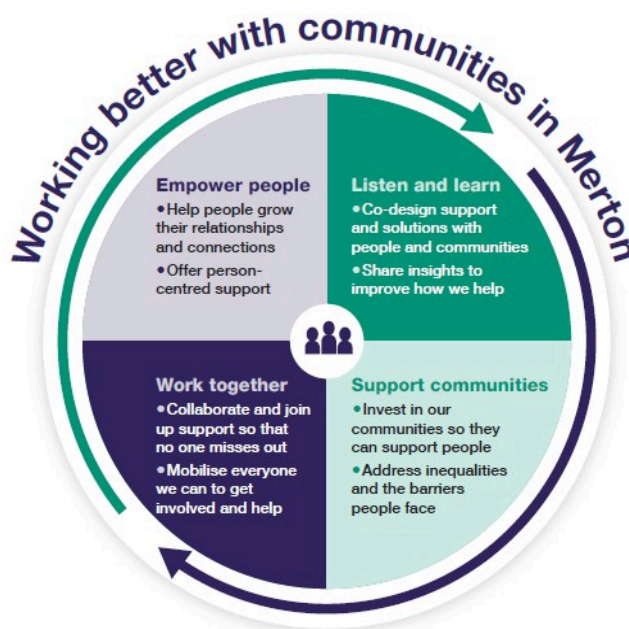 Working better with communities in Merton
Empower people
•Help people grow
their relationships
and connections
•Offer person-
centred support
Listen and learn
•Co-design support
and solutions with
people and communities
•Share insights to
improve how we help
Work together
•Collaborate and join
up support so that
no one misses out
•Mobilise everyone
we can to get
involved and help
Support communities
•Invest in our
communities so they
can support people
•Address inequalities
and the barriers
people face